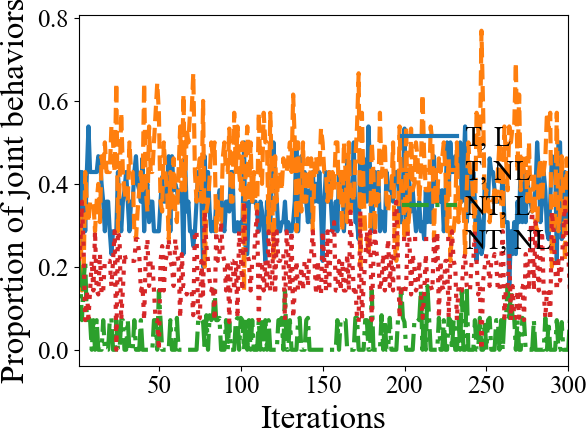 Proportion of joint behaviors
0.8
0.6
0.4
0.2
0.0
T, L
T, NL
NT, L
NT, NL
50
100
150
200
250
300
Iterations